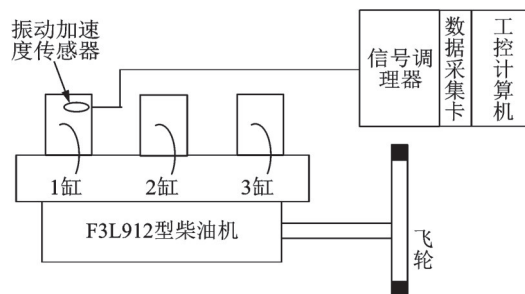 振动加速
度传感器
信号调
理器
数据采集卡
工控计算机
1缸
2缸
3缸
F3L912型柴油机
飞轮